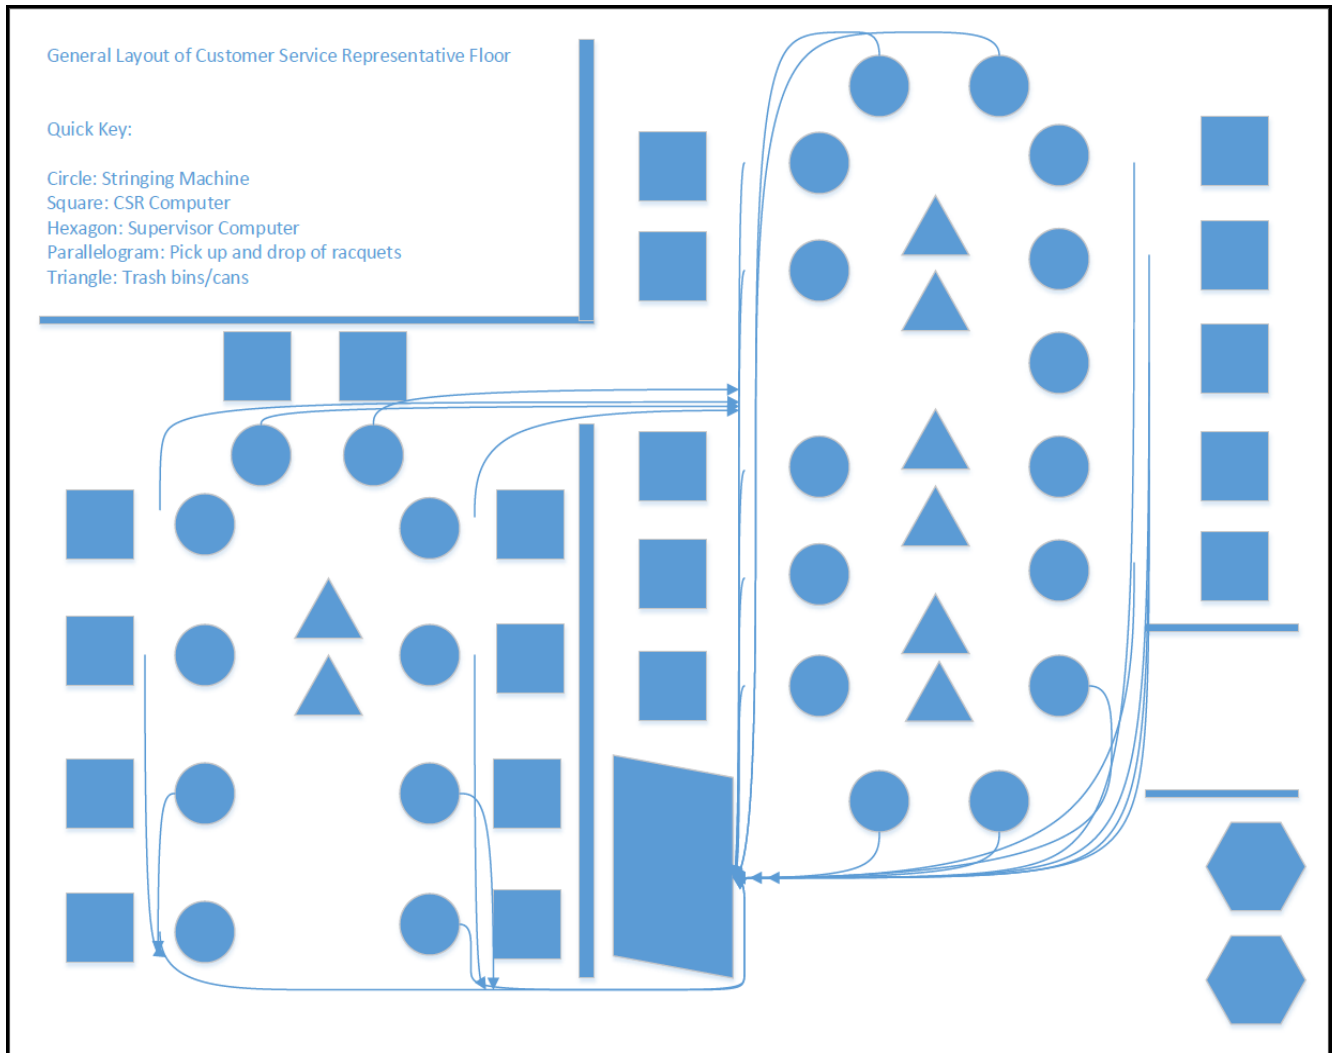 General Layout of Customer Service Representative Floor
Quick Key:
Circle: Stringing Machine
Square: CSR Computer
Hexagon: Supervisor Computer
Parallelogram: Pick up and drop of racquets
Triangle: Trash bins/cans